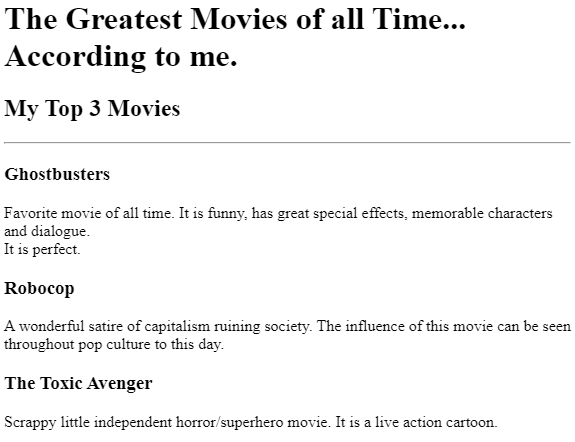 The Greatest Movies of all Time...
According to me.
My Top 3 Movies
Ghostbusters
Favorite movie of all time. It is funny, has great special effects, memorable characters
and dialogue.
It is perfect.
Robocop
A wonderful satire of capitalism ruining society. The influence of this movie can be seen
throughout pop culture to this day.
The Toxic Avenger
Scrappy little independent horror/superhero movie. It is a live action cartoon.